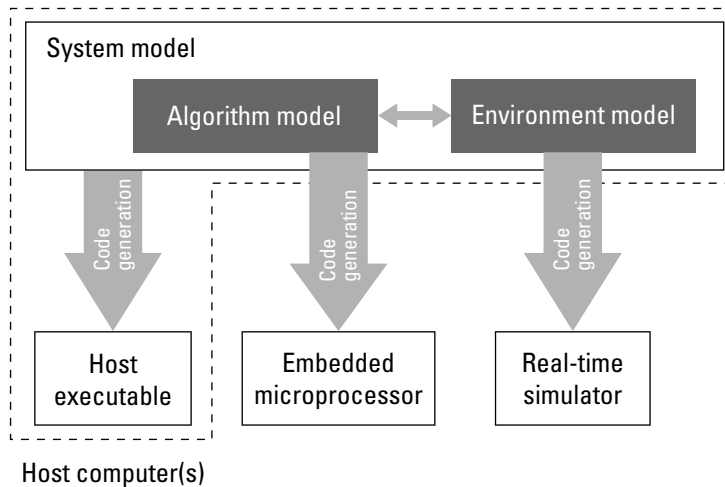 System model
Algorithm model
Environment model
Code
generation
Code
generation
Code
generation
Host
executable
Embedded
microprocessor
Real-time
simulator
Host computer(s)